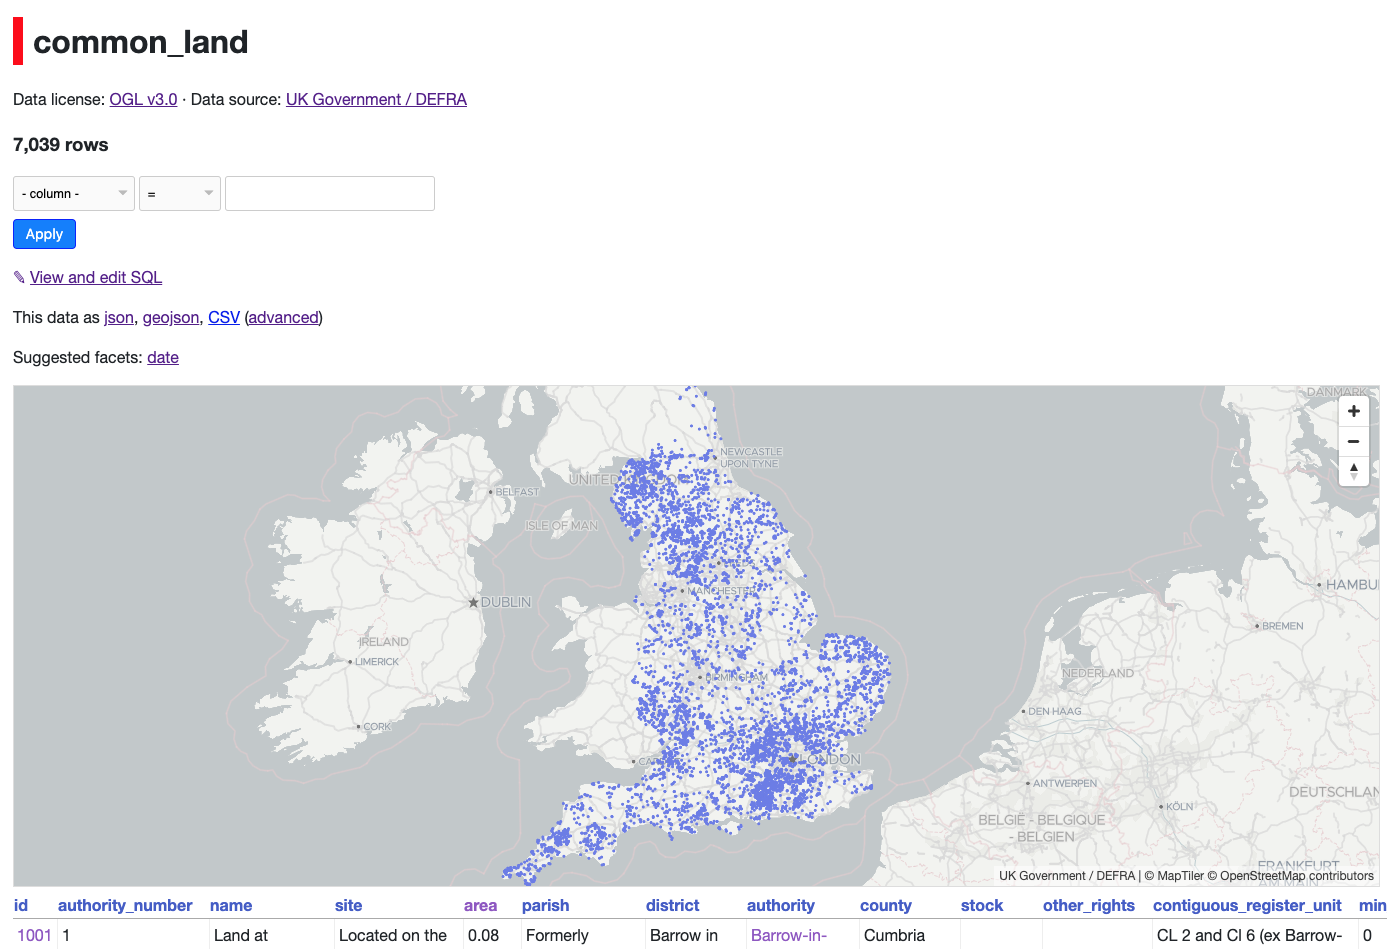 common_land
Data license: OGL v3.0 · Data source: UK Government / DEFRA
7,039 rows
- column -
=
Apply
✎ View and edit SQL
This data as json, geojson, CSV (advanced)
Suggested facets: date
DANMARK
+
−
NEWCASTLE
UPON TYNE
UNITED
BELFAST
ISLE OF MAN
LEEDS
HAMBU
MANCHESTER
DUBLIN
BREMEN
IRELAND
LIMERICK
NEDERLAND
BIRMINGHAM
DEN HAAG
CORK
LONDON
ANTWERPEN
DEUTSCHLAN
KÖLN
BELGIË - BELGIQUE
- BELGIEN
FRANKFURT
AM MAIN
UK Government / DEFRA | © MapTiler © OpenStreetMap contributors
id authority_number name site area parish district authority county stock other_rights contiguous_register_unit min
1001 1 Land at Located on the 0.08 Formerly Barrow in Barrow-in- Cumbria CL 2 and Cl 6 (ex Barrow- 0